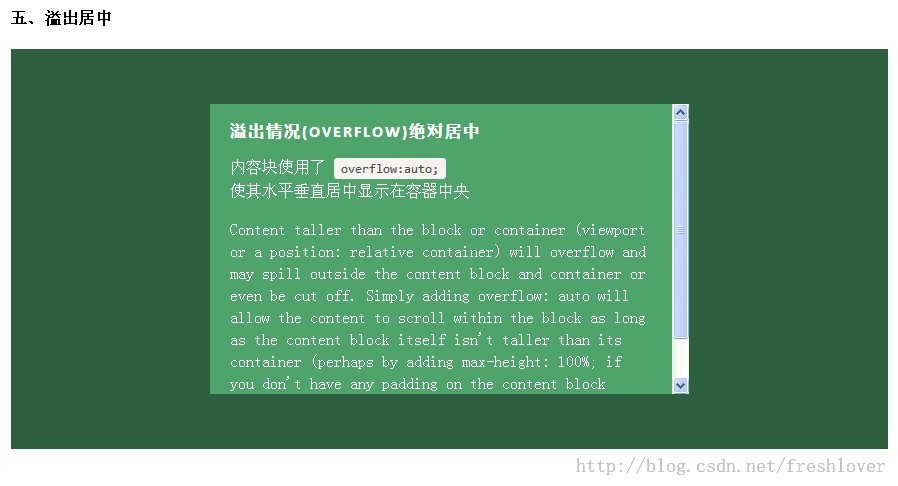 五、溢出居中
溢出情况(OVERFLOW)绝对居中
内容块使用了 overflow:auto;
使其水平垂直居中显示在容器中央
Content taller than the block or container (viewport
or a position: relative container) will overflow and
may spill outside the content block and container or
even be cut off. Simply adding overflow: auto will
allow the content to scroll within the block as long
as the content block itself isn't taller than its
container (perhaps by adding max-height: 100%; if
you don't have any padding on the content block
http://blog.csdn.net/freshlover